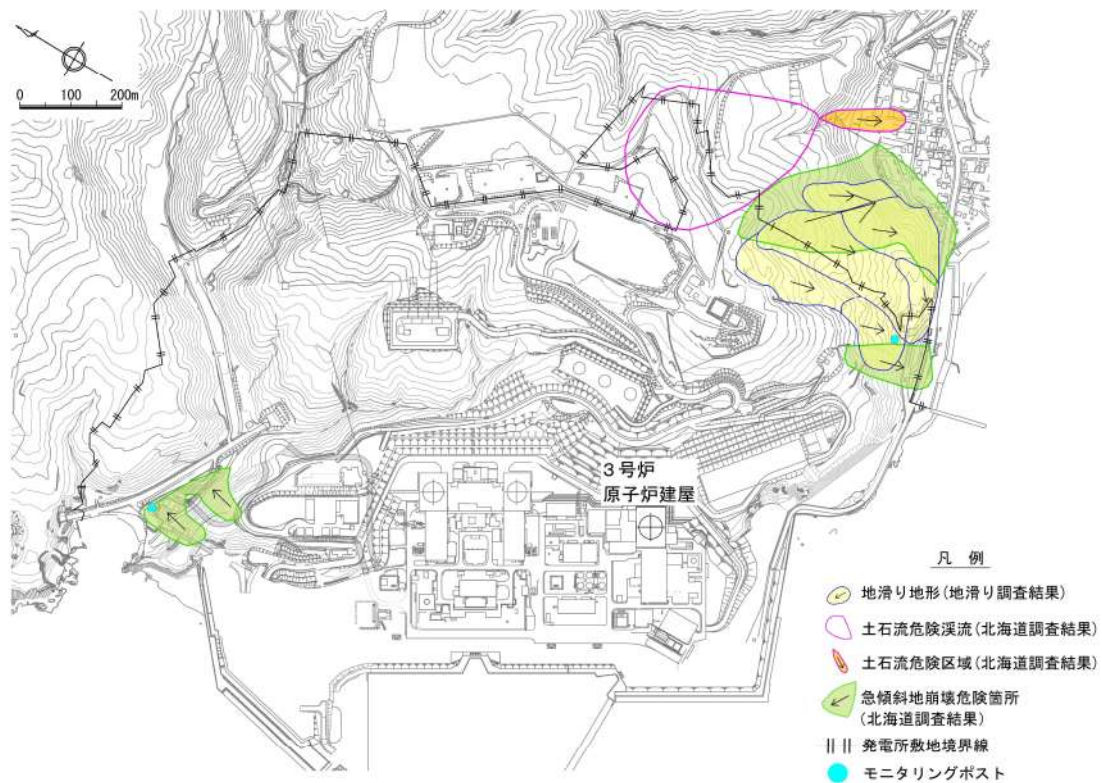 0 100 200m
3号炉
原子炉建屋
凡 例
地滑り地形(地滑り調査結果)
土石流危険渓流(北海道調査結果)
土石流危険区域(北海道調査結果)
急傾斜地崩壊危険箇所
(北海道調査結果)
発電所敷地境界線
モニタリングポスト